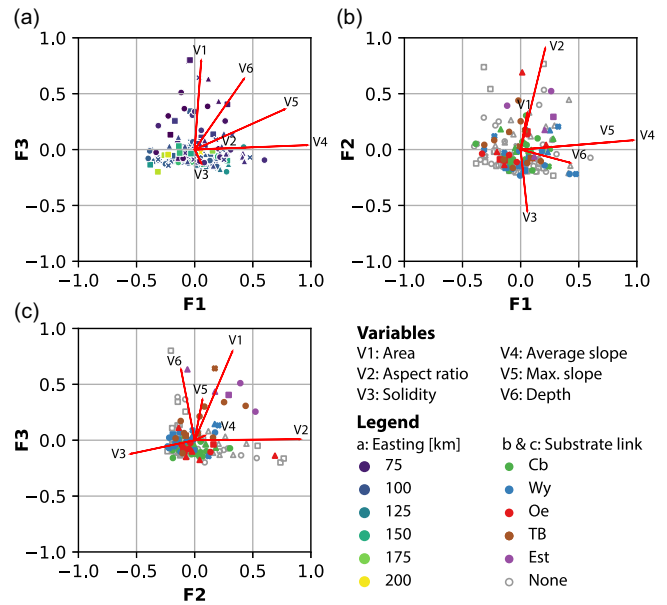 (a)
1.0
0.5
0.0
−0.5
−1.0
F3
V1
V6
V5
V2
V4
V3
−1.0 −0.5 0.0 0.5 1.0
F1
(b)
1.0
0.5
0.0
−0.5
−1.0
F2
V2
V1
V5
V4
V6
V3
−1.0 −0.5 0.0 0.5 1.0
F1
(c)
1.0
0.5
0.0
−0.5
−1.0
F3
V1
V6
V5
V4
V2
V3
−1.0 −0.5 0.0 0.5 1.0
F2
Variables
V1: Area V4: Average slope
V2: Aspect ratio V5: Max. slope
V3: Solidity V6: Depth
Legend
a: Easting [km] b & c: Substrate link
75 Cb
100 Wy
125 Oe
150 TB
175 Est
200 None